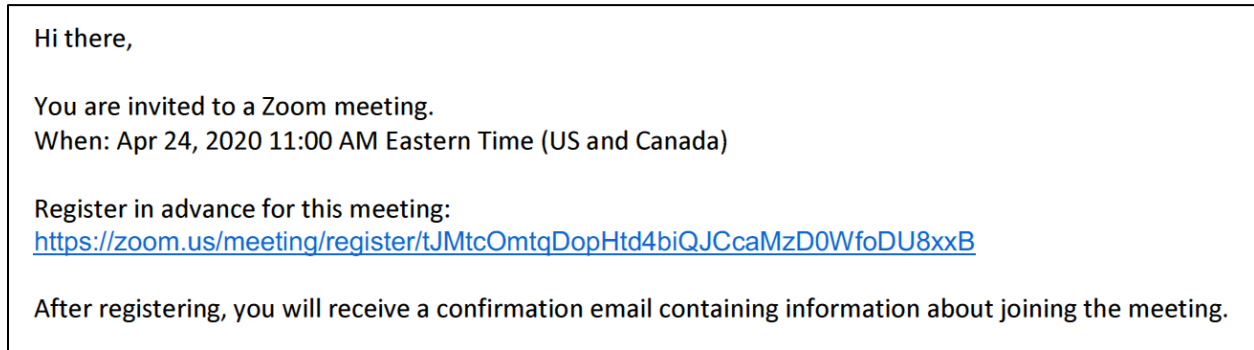 Hi there,
You are invited to a Zoom meeting.
When: Apr 24, 2020 11:00 AM Eastern Time (US and Canada)
Register in advance for this meeting:
https://zoom.us/meeting/register/tJMtcOmtqDopHtd4biQJCcaMzD0WfoDU8xxB
After registering, you will receive a confirmation email containing information about joining the meeting.